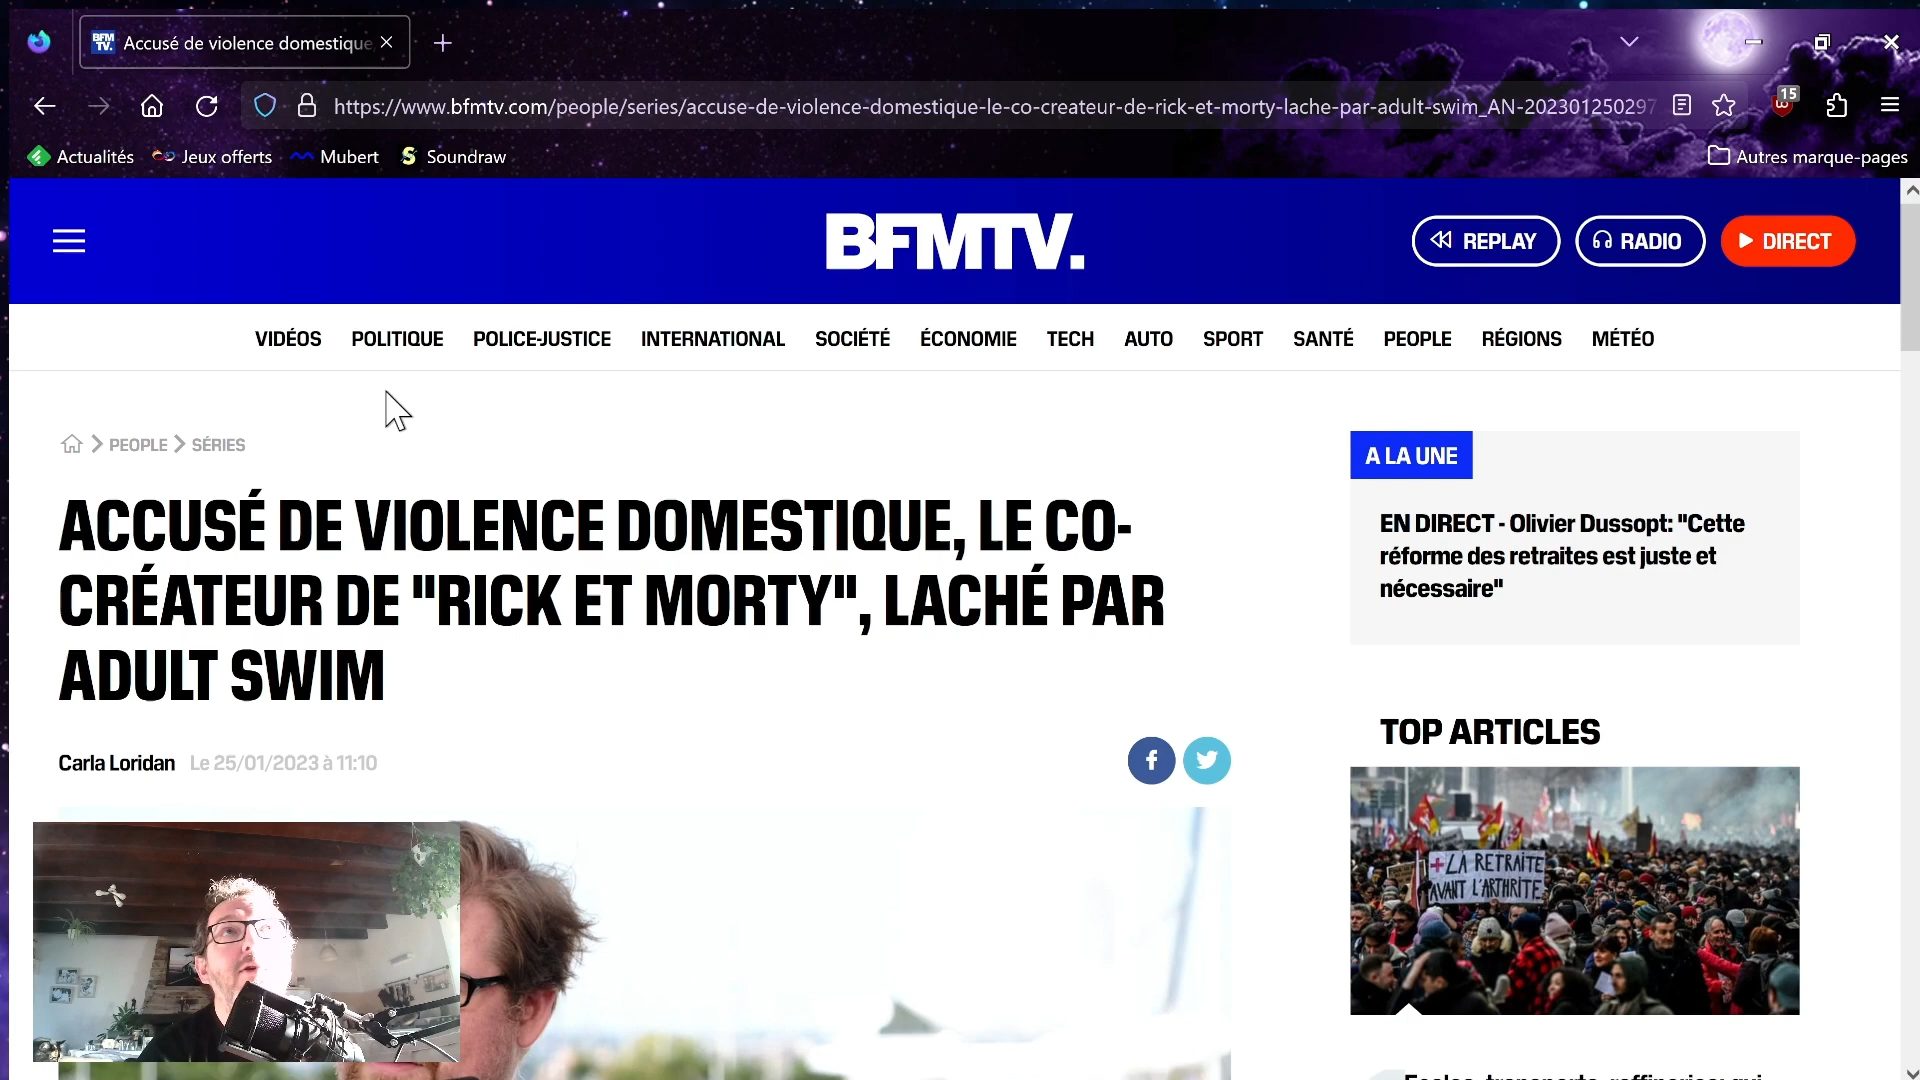 BFM TV. Accusé de violence domestique
https://www.bfmtv.com/people/series/accuse-de-violence-domestique-le-co-createur-de-rick-et-morty-lache-par-adult-swim_AN-202301250297
15
Actualités Jeux offerts Mubert Soundraw Autres marque-pages
BFMTV. REPLAY RADIO DIRECT
VIDÉOS POLITIQUE POLICE-JUSTICE INTERNATIONAL SOCIÉTÉ ÉCONOMIE TECH AUTO SPORT SANTÉ PEOPLE RÉGIONS MÉTÉO
PEOPLE SÉRIES
ACCUSÉ DE VIOLENCE DOMESTIQUE, LE CO-
CRÉATEUR DE "RICK ET MORTY", LACHÉ PAR
ADULT SWIM
Carla Loridan Le 25/01/2023 à 11:10
A LA UNE
EN DIRECT - Olivier Dussopt: "Cette
réforme des retraites est juste et
nécessaire"
TOP ARTICLES
+LA RETRAITE
AVANT L'ARTHRITE